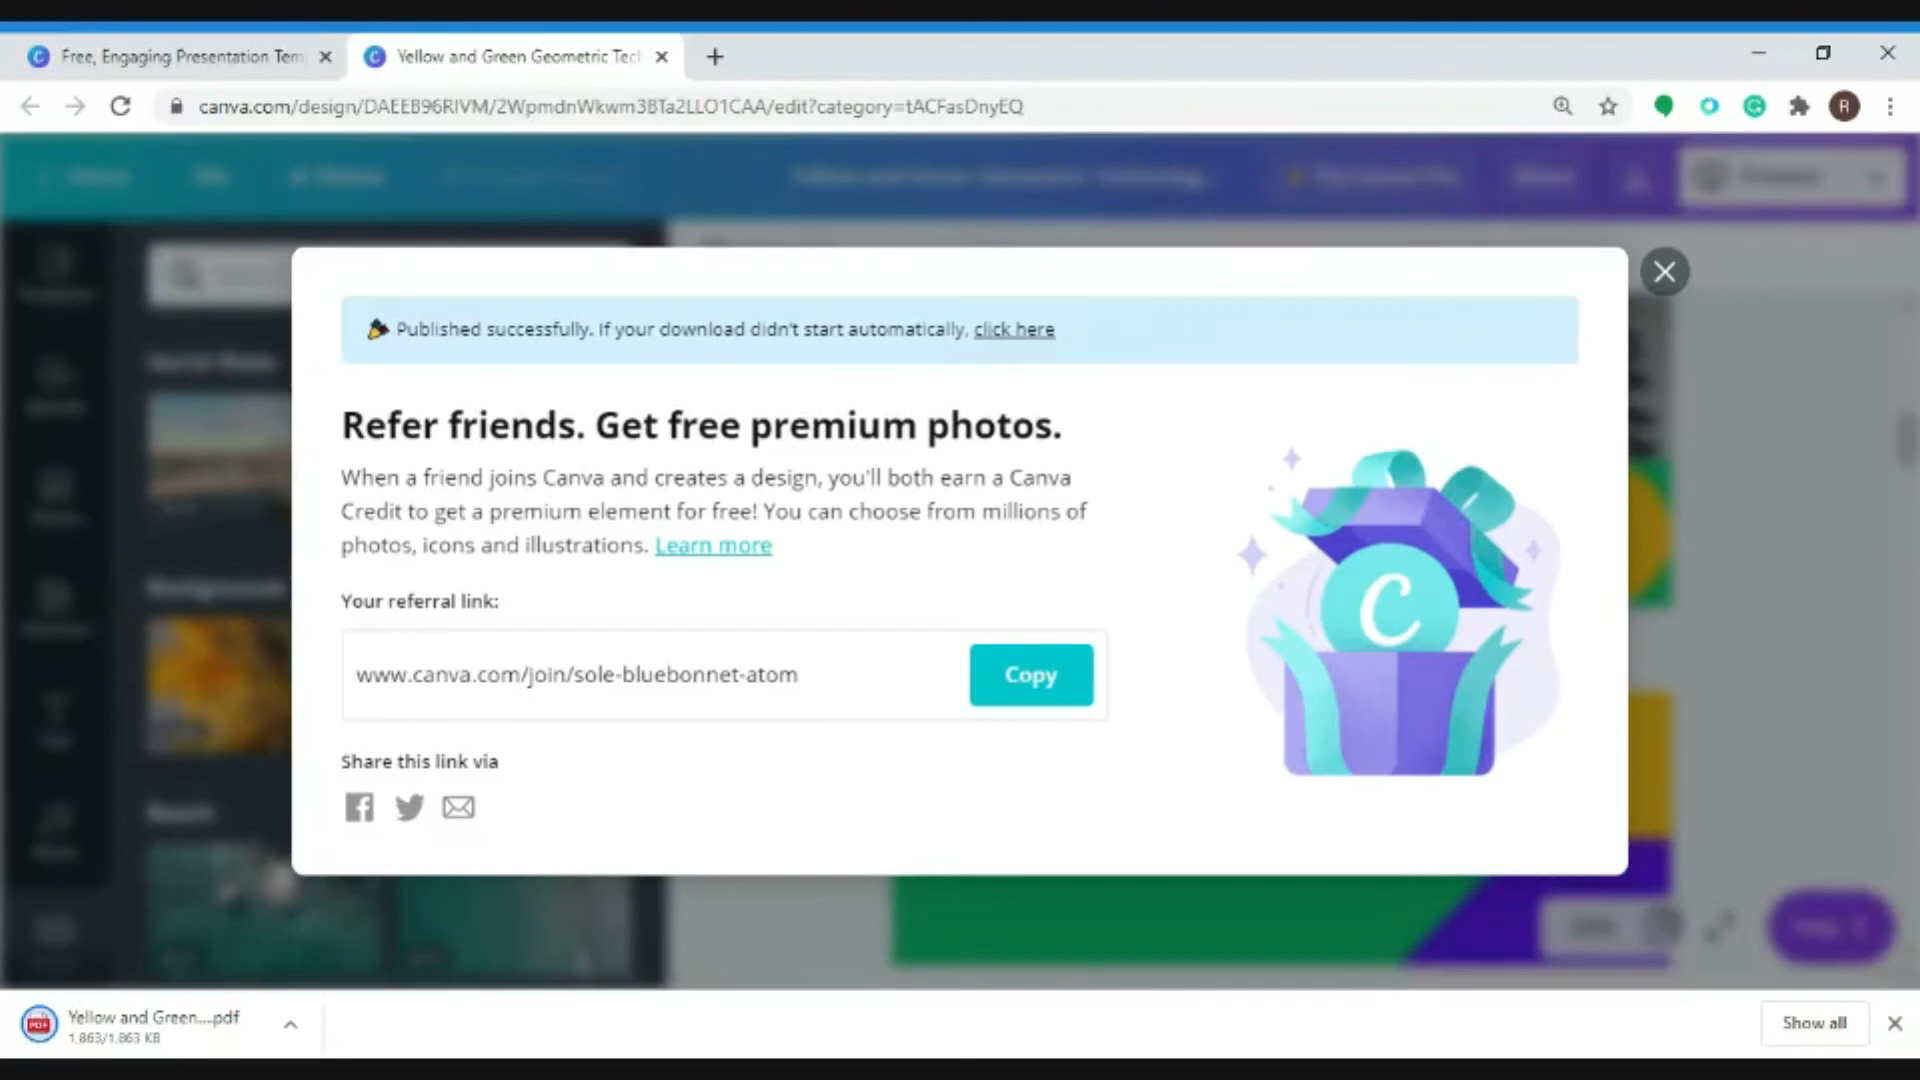 Free, Engaging Presentation Tem
Yellow and Green Geometric Tecl
canva.com/design/DAEEB96RIVM/2WpmdnWkwm3BTa2LLO1CAA/edit?category=tACFasDnyEQ
R
Published successfully. If your download didn't start automatically, click here
Refer friends. Get free premium photos.
When a friend joins Canva and creates a design, you'll both earn a Canva
Credit to get a premium element for free! You can choose from millions of
photos, icons and illustrations. Learn more
Your referral link:
www.canva.com/join/sole-bluebonnet-atom
Copy
Share this link via
C
PDF
Yellow and Green....pdf
1,863/1,863 KB
Show all